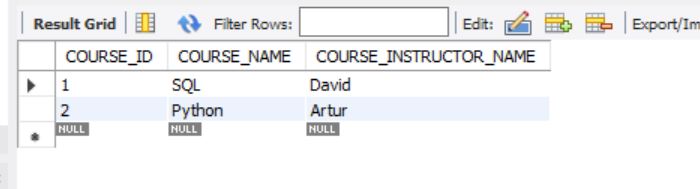 Result Grid Filter Rows: Edit: Export/Im
COURSE_ID COURSE_NAME COURSE_INSTRUCTOR_NAME
1 SQL David
2 Python Artur
NULL NULL NULL